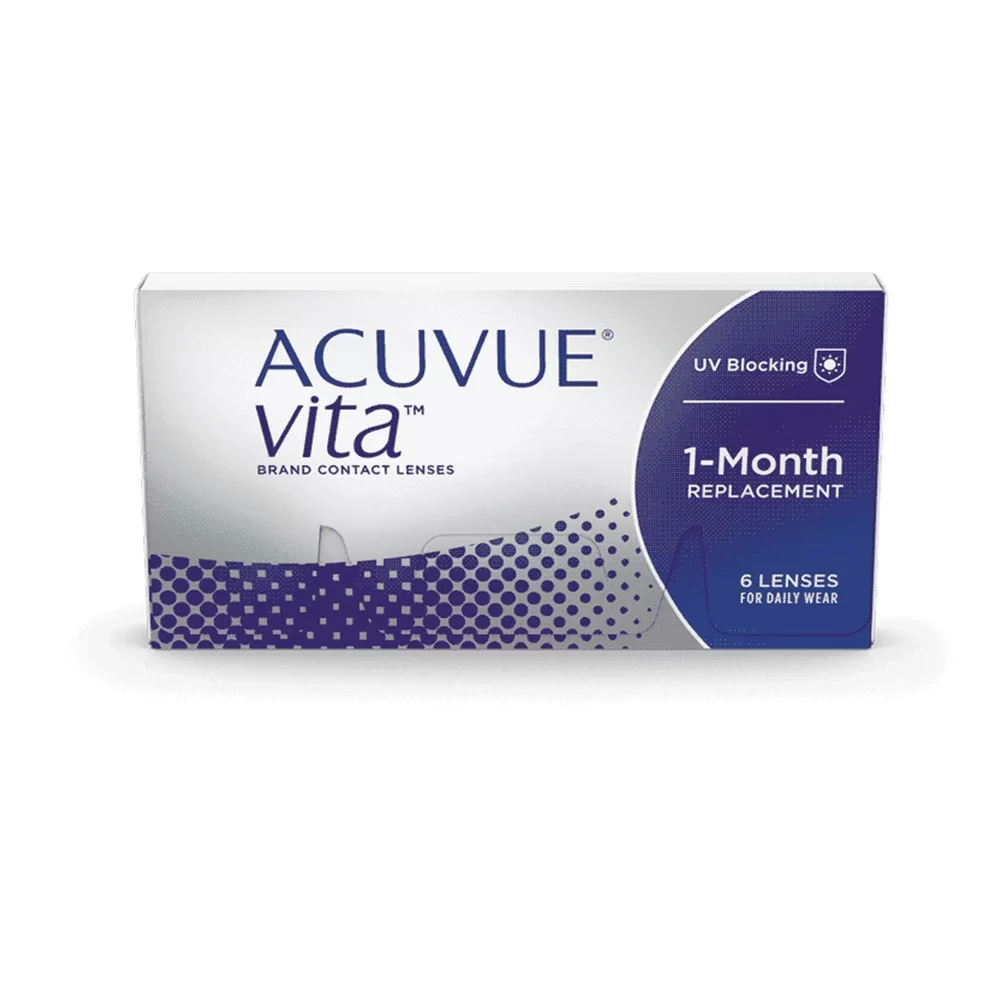 ACUVUE®
vita™
BRAND CONTACT LENSES
UV Blocking
1-Month
REPLACEMENT
6 LENSES
FOR DAILY WEAR